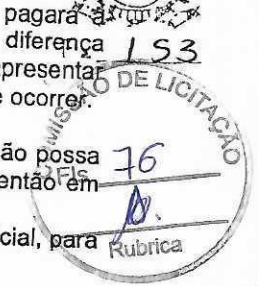 pagará à
diferença 153
presentar
e ocorrer.
DE LICITAÇÃO
ão possa 76
Fls
então em
cial, para
Rubrica